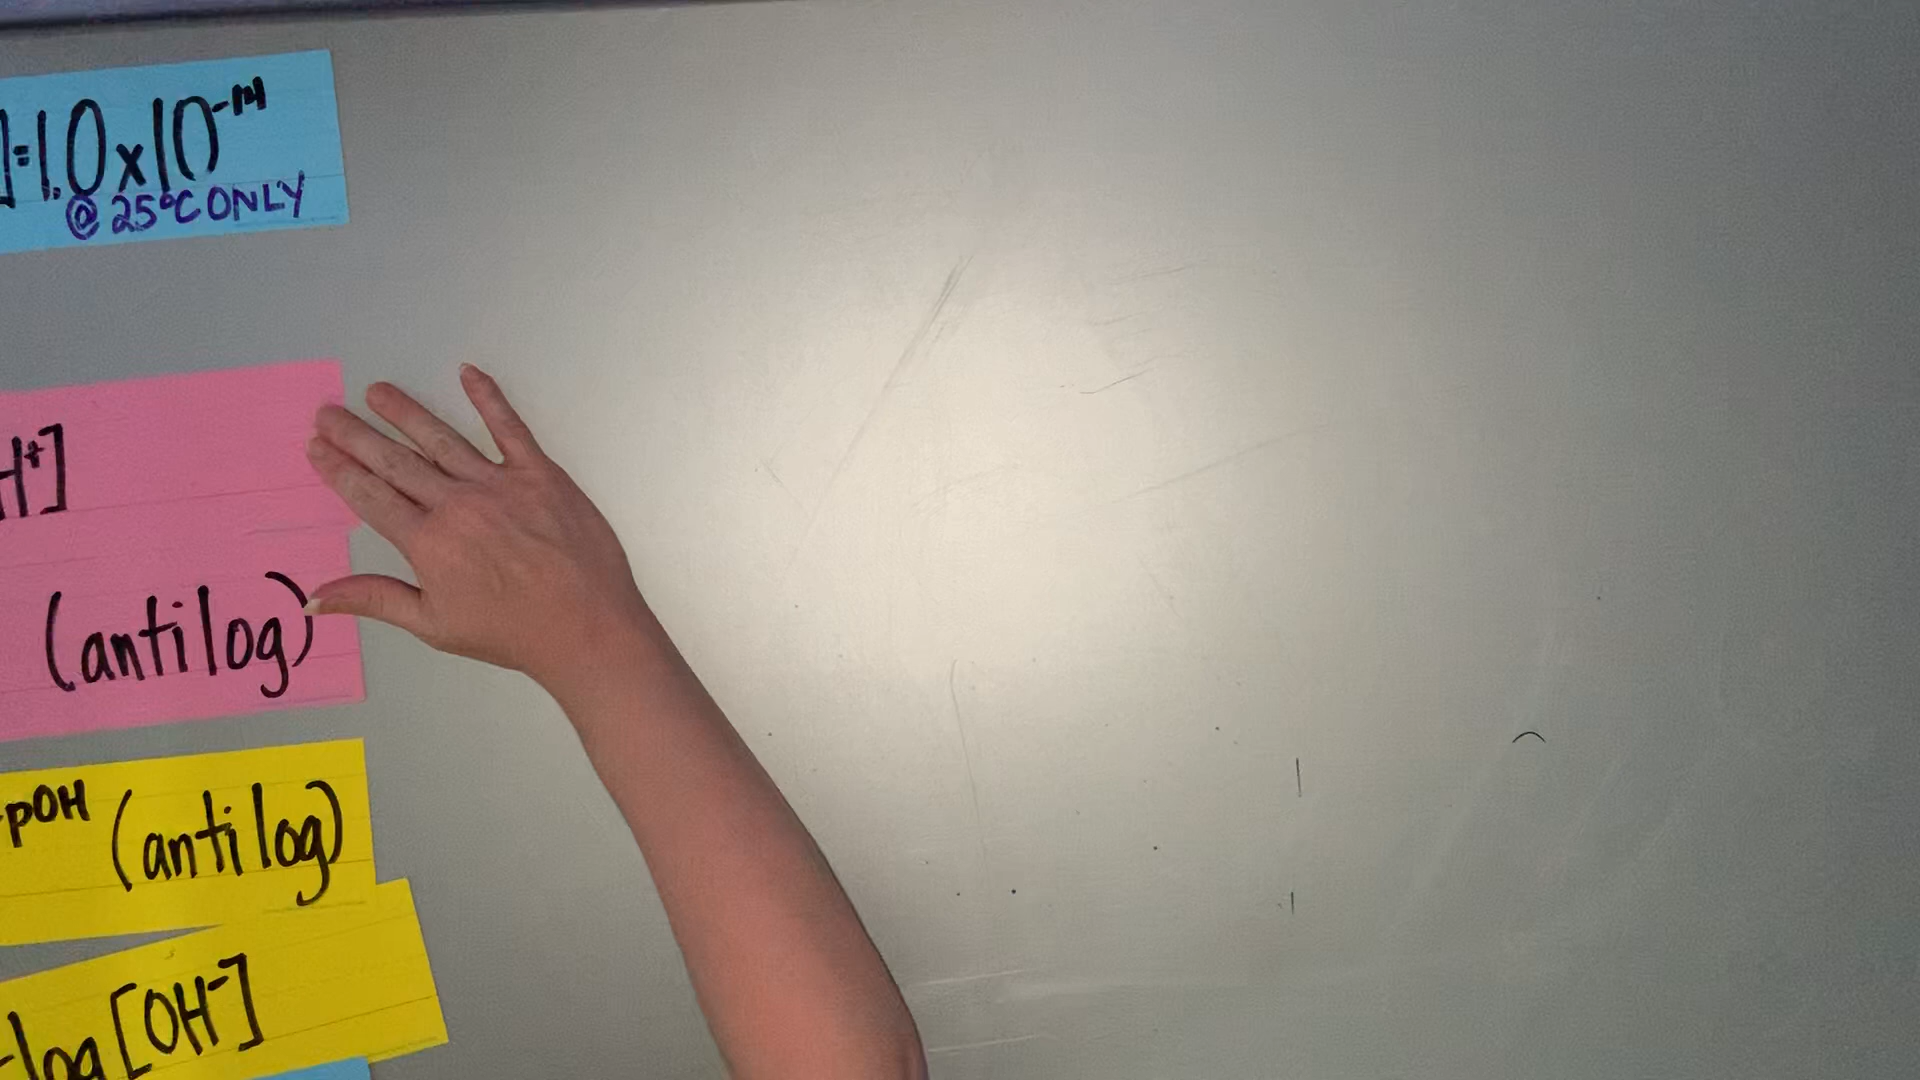 ]=1.0x10⁻¹⁴
@ 25°C ONLY
H⁺]
(antilog)
-pOH (antilog)
-log [OH⁻]